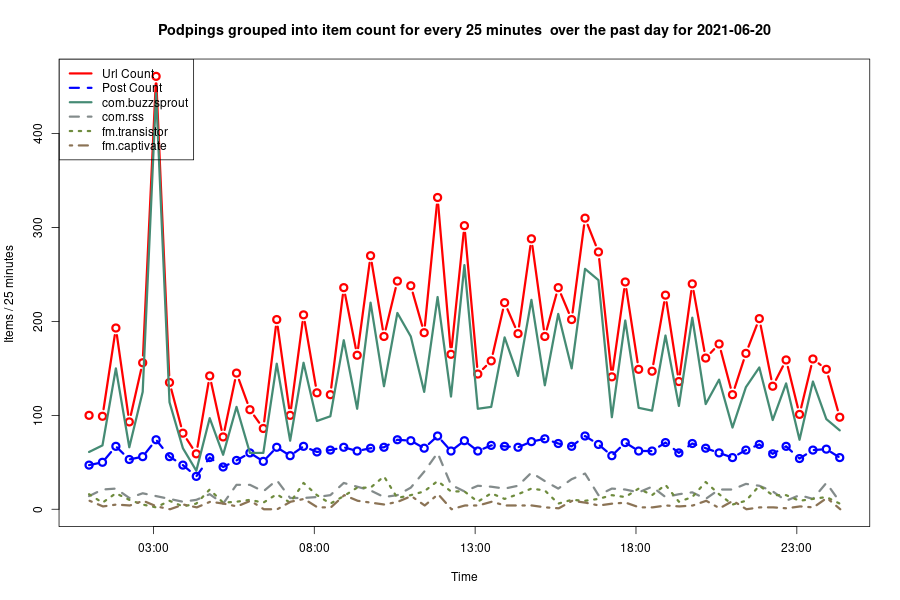 Podpings grouped into item count for every 25 minutes  over the past day for 2021-06-20
Url Count
Post Count
com.buzzsprout
com.rss
fm.transistor
fm.captivate
Items / 25 minutes
400
300
200
100
0
03:00 08:00 13:00 18:00 23:00
Time